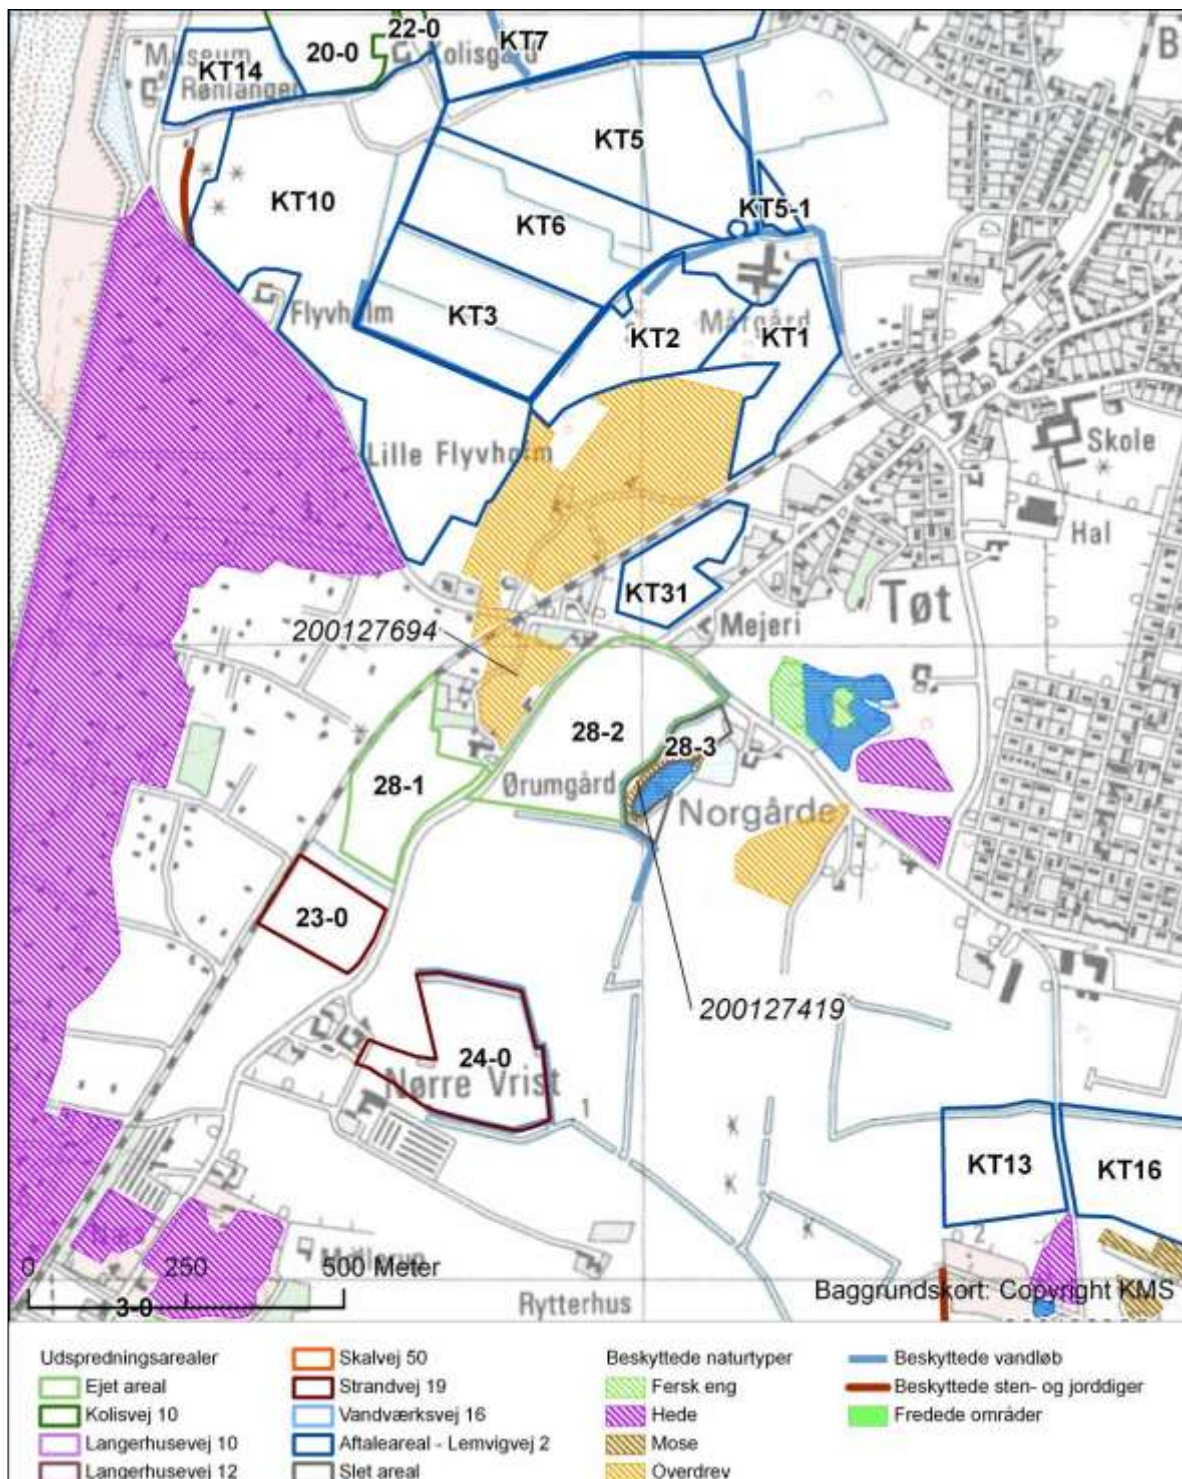 22-0
20-0
KT7
B
Museum
Kolisgård
KT14
Rønlanger
KT5
KT10
KT5-1
KT6
Flyvholm
KT3
KT2
Målgård
KT1
Lille Flyvholm
Skole
Hal
KT31
Mejeri
Tøt
200127694
28-2
28-3
28-1
Ørumgård
Norgårde
23-0
200127419
24-0
Nørre Vrist
1
KT13
KT16
2
0 250 500 Meter
Baggrundskort: Copyright KMS
3-0
Rytterhus
Udspredningsarealer
Ejet areal
Kolisvej 10
Langerhusevej 10
Langerhusevej 12
Skalvej 50
Strandvej 19
Vandværksvej 16
Aftaleareal - Lemvigvej 2
Slet areal
Beskyttede naturtyper
Fersk eng
Hede
Mose
Overdrev
Beskyttede vandløb
Beskyttede sten- og jorddiger
Fredede områder